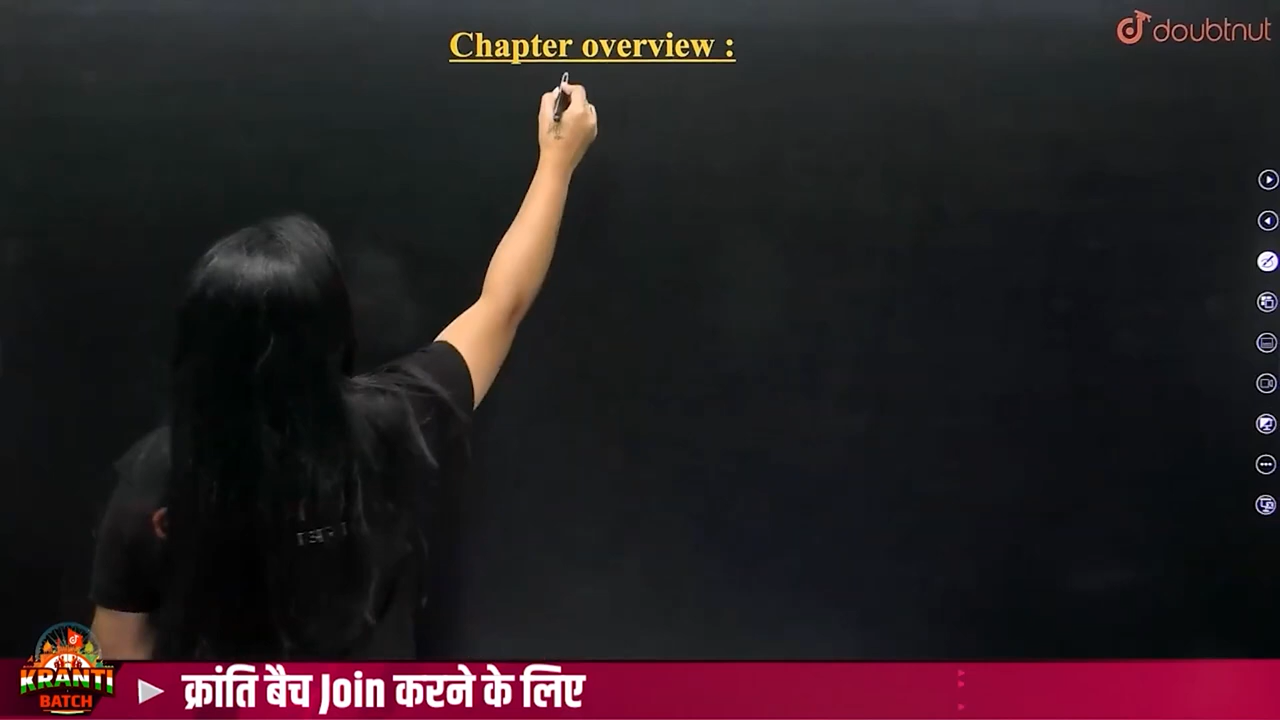 Chapter overview :
doubtnut
KRANTI
BATCH
क्रांति बैच Join करने के लिए